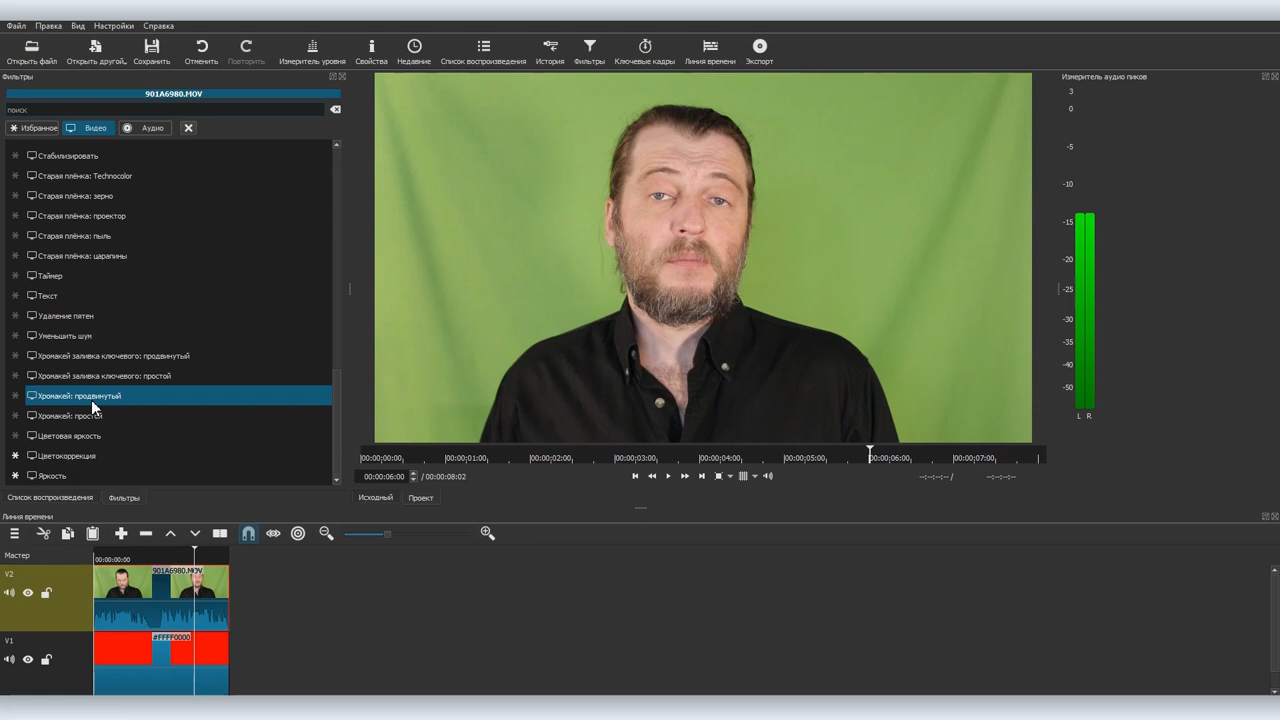 Файл Правка Вид Настройки Справка
Открыть файл Открыть другой.. Сохранить Отменить Повторить Измеритель уровня Свойства Недавние Список воспроизведения История Фильтры Ключевые кадры Линия времени Экспорт
Фильтры
901A6980.MOV
поиск
Избранное Видео Аудио
Стабилизировать
Старая плёнка: Technocolor
Старая плёнка: зерно
Старая плёнка: проектор
Старая плёнка: пыль
Старая плёнка: царапины
Таймер
Текст
Удаление пятен
Уменьшить шум
Хромакей заливка ключевого: продвинутый
Хромакей заливка ключевого: простой
Хромакей: продвинутый
Хромакей: простой
Цветовая яркость
Цветокоррекция
Яркость
Список воспроизведения Фильтры
Измеритель аудио пиков
3
0
-5
-10
-15
-20
-25
-30
-35
-40
-50
L R
00:00:00;00 00:00:01;00 00:00:02;00 00:00:03;00 00:00:04;00 00:00:05;00 00:00:06;00 00:00:07;00
00:00:06:00 / 00:00:08:02 --:--:--:-- / --:--:--:--
Исходный Проект
Линия времени
Мастер
00:00:00:00
V2
901A6980.MOV
V1
#FFFF0000